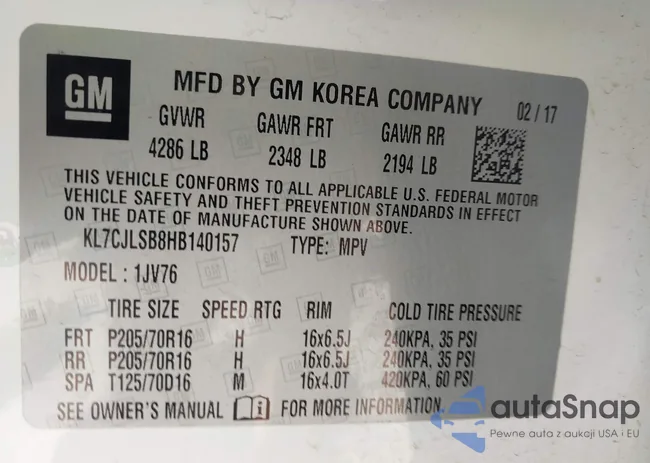 GM MFD BY GM KOREA COMPANY 02 / 17
GVWR GAWR FRT GAWR RR
4286 LB 2348 LB 2194 LB
THIS VEHICLE CONFORMS TO ALL APPLICABLE U.S. FEDERAL MOTOR
VEHICLE SAFETY AND THEFT PREVENTION STANDARDS IN EFFECT
ON THE DATE OF MANUFACTURE SHOWN ABOVE.
KL7CJLSB8HB140157 TYPE: MPV
MODEL : 1JV76
TIRE SIZE SPEED RTG RIM COLD TIRE PRESSURE
FRT P205/70R16 H 16x6.5J 240KPA, 35 PSI
RR P205/70R16 H 16x6.5J 240KPA, 35 PSI
SPA T125/70D16 M 16x4.0T 420KPA, 60 PSI
SEE OWNER'S MANUAL FOR MORE INFORMATION.
autaSnap
Pewne auta z aukcji USA i EU